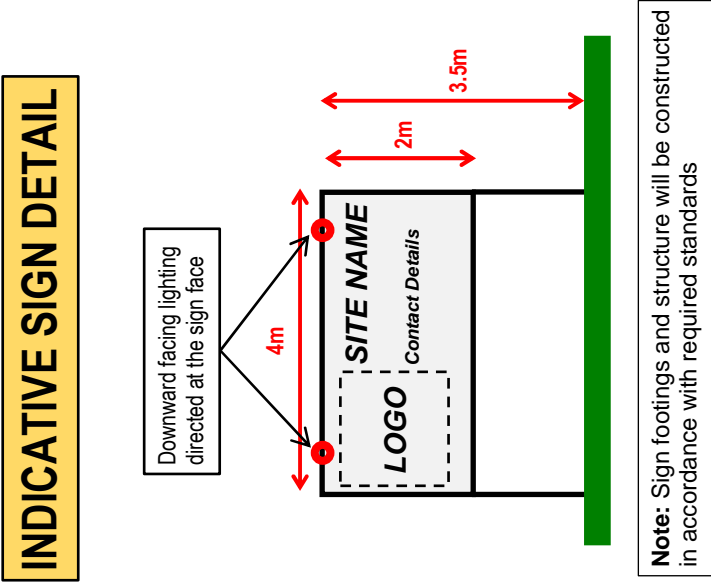 INDICATIVE SIGN DETAIL
Downward facing lighting
directed at the sign face
4m
SITE NAME
Contact Details
LOGO
2m
3.5m
Note: Sign footings and structure will be constructed
in accordance with required standards